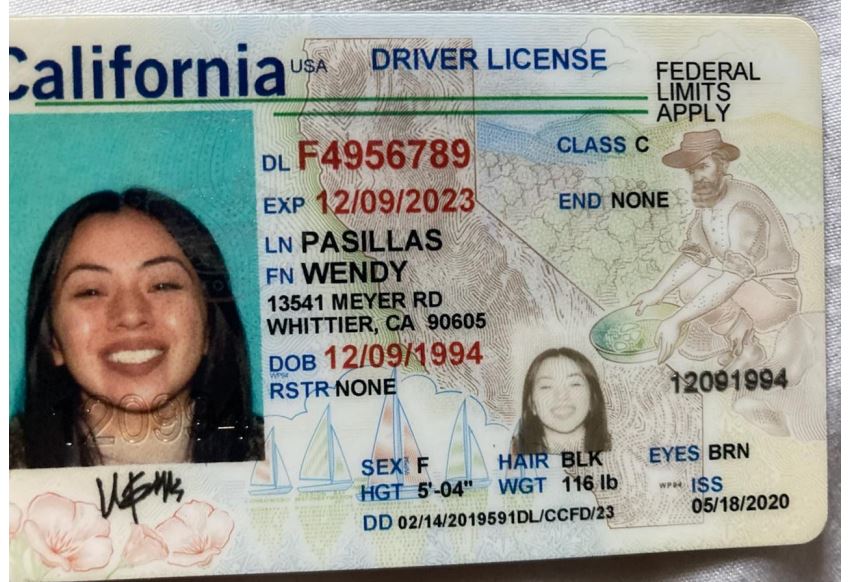 California USA DRIVER LICENSE
FEDERAL
LIMITS
APPLY
DL F4956789
CLASS C
EXP 12/09/2023
END NONE
LN PASILLAS
FN WENDY
13541 MEYER RD
WHITTIER, CA 90605
DOB 12/09/1994
RSTR NONE
12091994
SEX F
HAIR BLK
EYES BRN
HGT 5'-04"
WGT 116 lb
ISS
05/18/2020
DD 02/14/2019591DL/CCFD/23